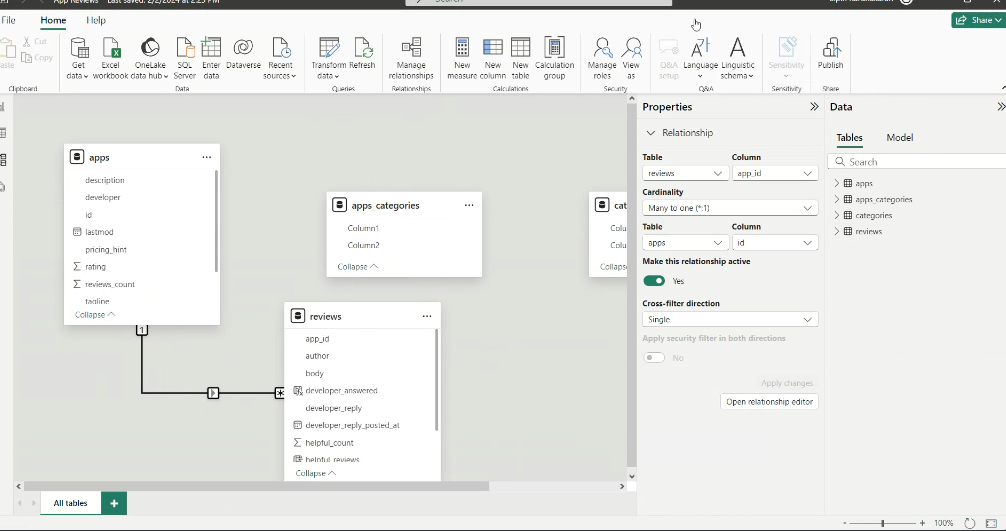 App Reviews Last saved: 2/2/2024 at 2:25 PM
Search
File Home Help
Share
Cut
Copy
Clipboard
Get data
Excel workbook
OneLake data hub
SQL Server
Enter data
Dataverse
Recent sources
Data
Transform data
Refresh
Queries
Manage relationships
Relationships
New measure
New column
New table
Calculation group
Calculations
Manage roles
View as
Security
Q&A setup
Language
Linguistic schema
Q&A
Sensitivity
Sensitivity
Publish
Share
apps
description
developer
id
lastmod
pricing_hint
rating
reviews_count
tagline
Collapse
1
*
apps_categories
Column1
Column2
Collapse
reviews
app_id
author
body
developer_answered
developer_reply
developer_reply_posted_at
helpful_count
helpful_reviews
Collapse
cat
Colu
Colu
Collapse
Properties
Relationship
Table Column
reviews app_id
Cardinality
Many to one (*:1)
Table Column
apps id
Make this relationship active
Yes
Cross-filter direction
Single
Apply security filter in both directions
No
Apply changes
Open relationship editor
Data
Tables Model
Search
apps
apps_categories
categories
reviews
All tables
+
- + 100%